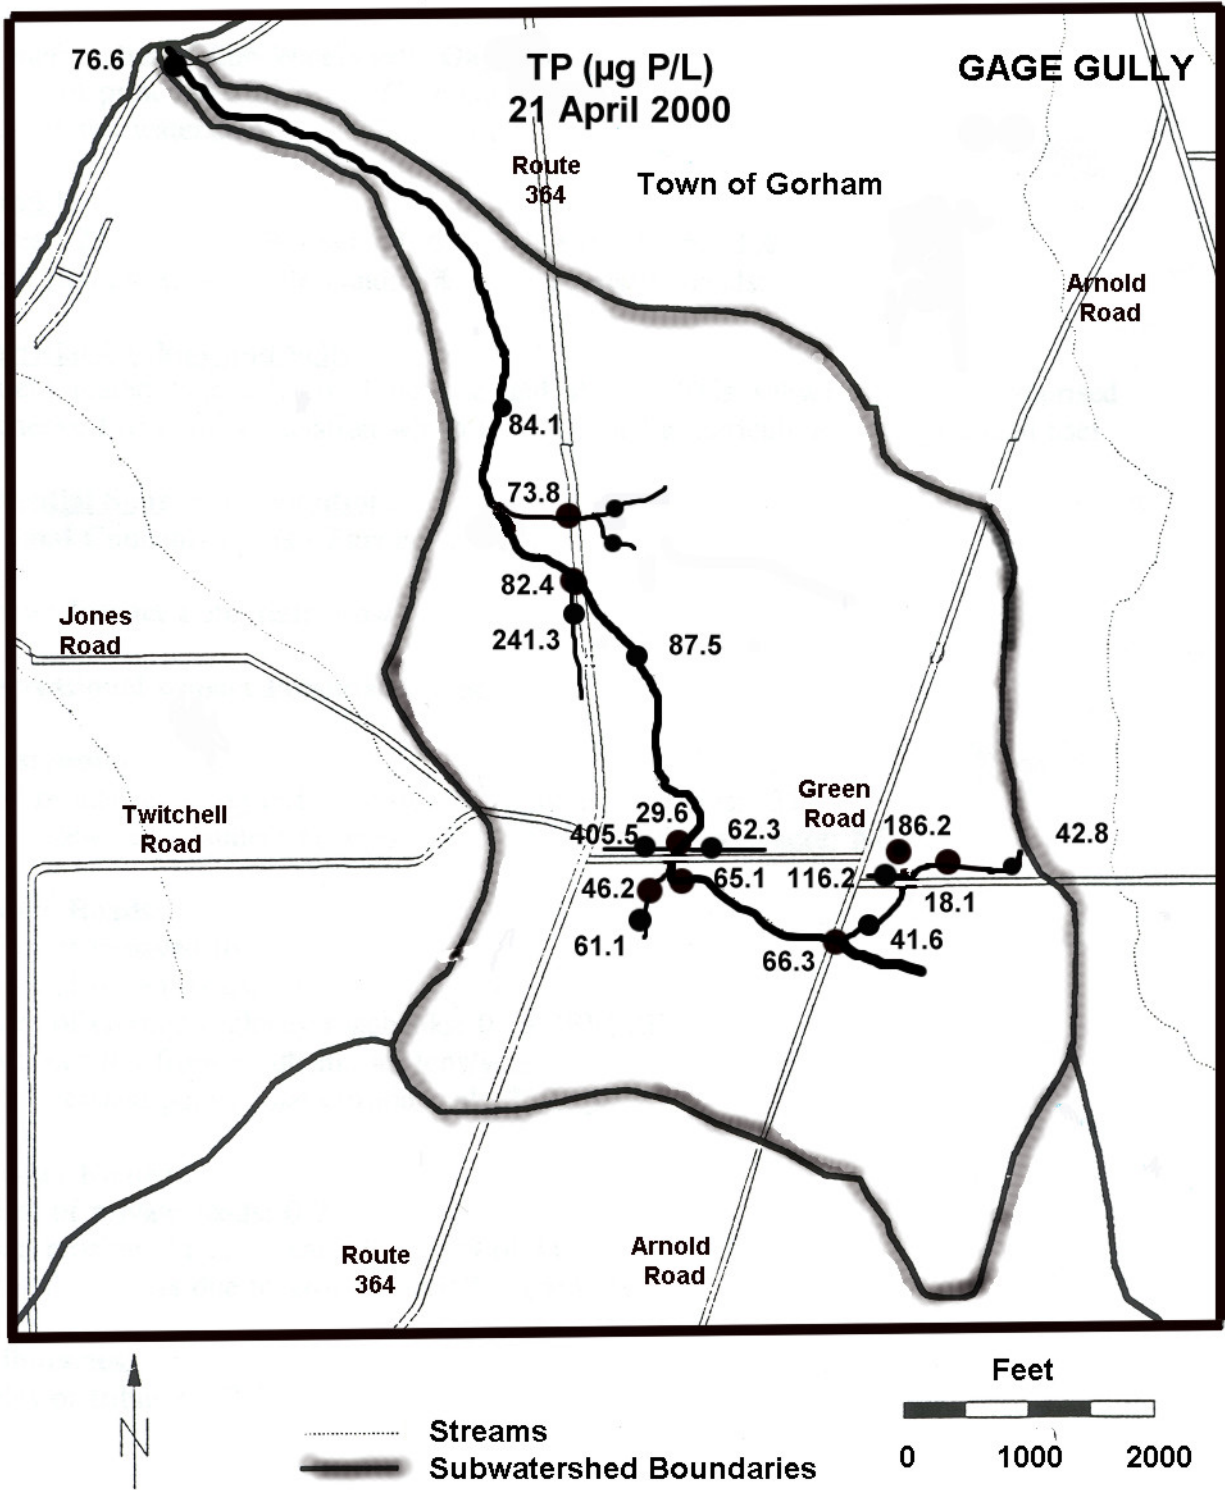 76.6
TP (µg P/L)
21 April 2000
GAGE GULLY
Route
364
Town of Gorham
Arnold
Road
84.1
73.8
82.4
241.3
87.5
Jones
Road
Twitchell
Road
Green
Road
29.6
405.5
62.3
186.2
42.8
46.2
65.1
116.2
18.1
61.1
66.3
41.6
Route
364
Arnold
Road
Feet
N
Streams
Subwatershed Boundaries
0 1000 2000